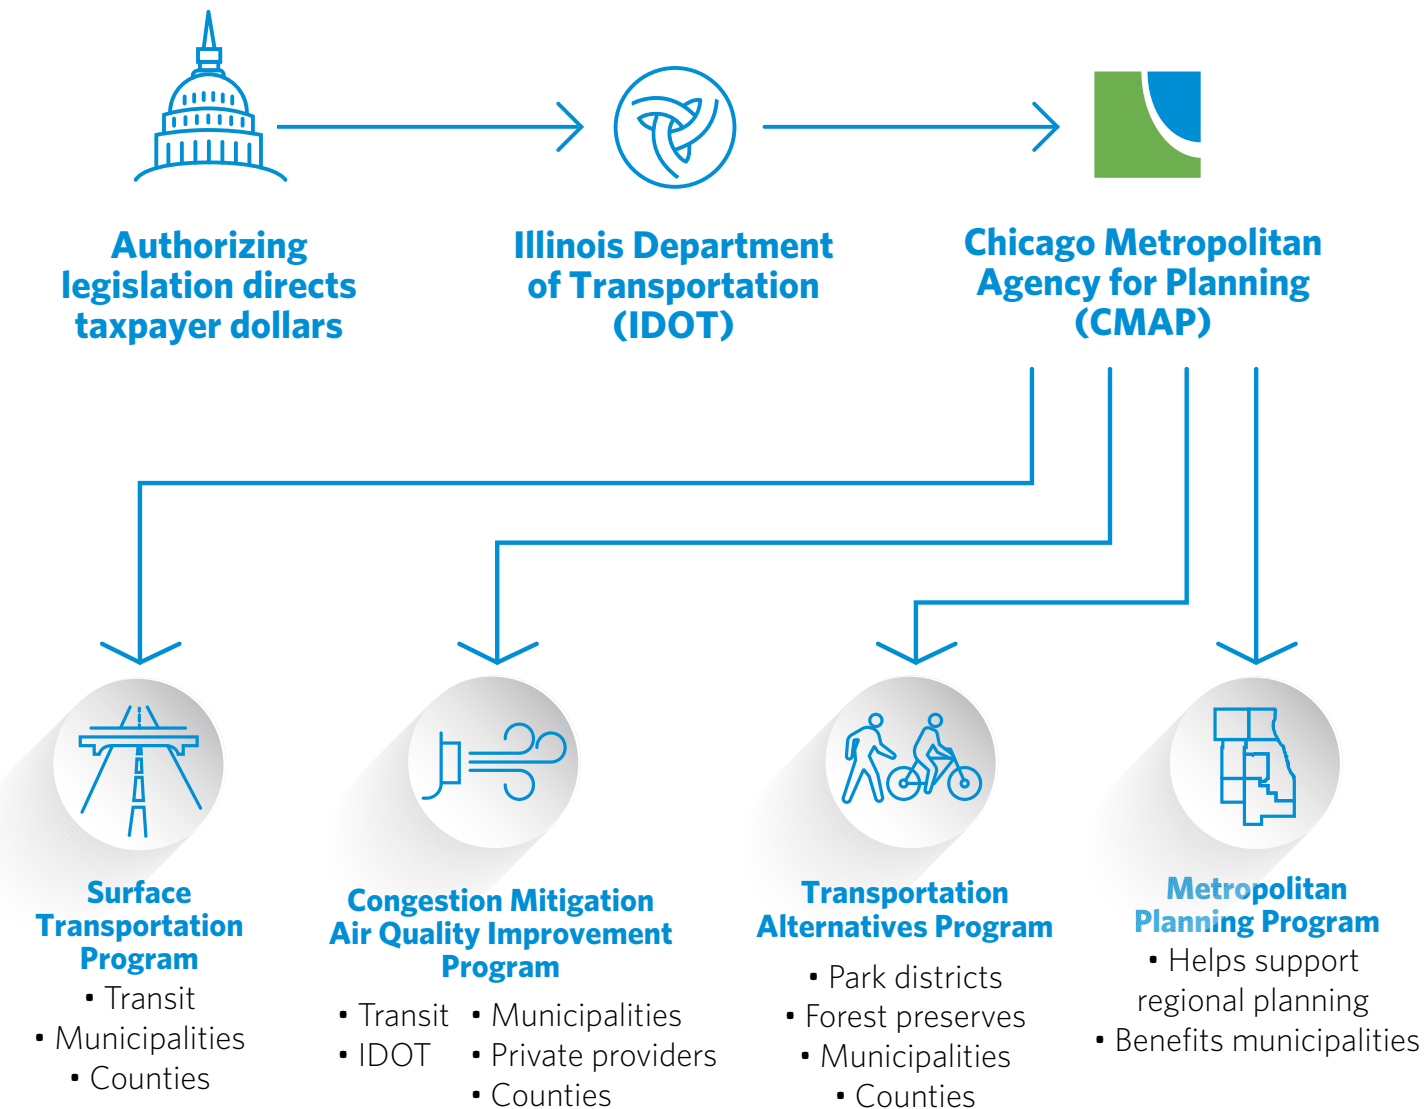 Authorizing
legislation directs
taxpayer dollars
Illinois Department
of Transportation
(IDOT)
Chicago Metropolitan
Agency for Planning
(CMAP)
Surface
Transportation
Program
• Transit
• Municipalities
• Counties
Congestion Mitigation
Air Quality Improvement
Program
• Transit
• IDOT
• Municipalities
• Private providers
• Counties
Transportation
Alternatives Program
• Park districts
• Forest preserves
• Municipalities
• Counties
Metropolitan
Planning Program
• Helps support
regional planning
• Benefits municipalities